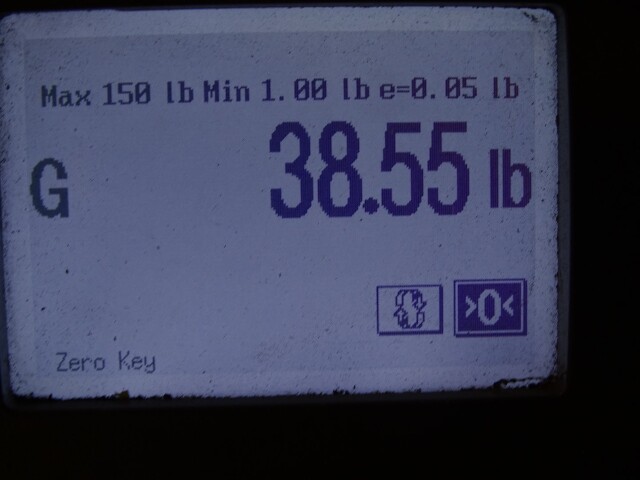 Max 150 lb Min 1.00 lb e=0.05 lb
G 38.55 lb
>0<
Zero Key